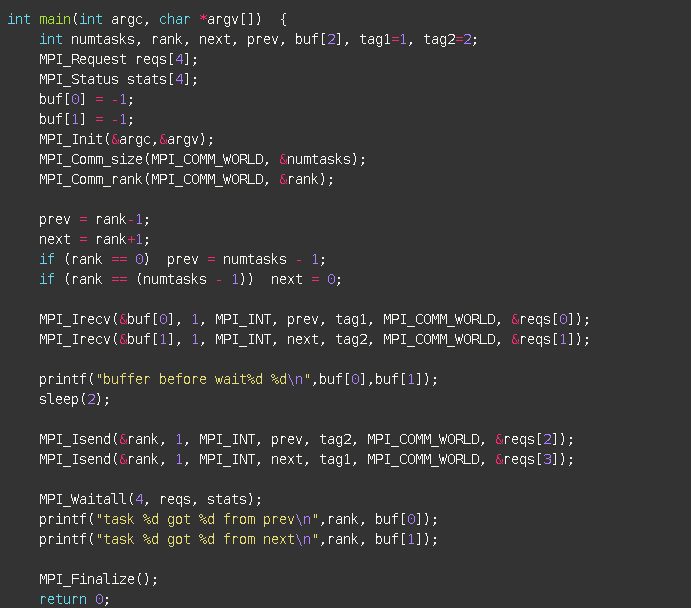 int main(int argc, char *argv[])  {
    int numtasks, rank, next, prev, buf[2], tag1=1, tag2=2;
    MPI_Request reqs[4];
    MPI_Status stats[4];
    buf[0] = -1;
    buf[1] = -1;
    MPI_Init(&argc,&argv);
    MPI_Comm_size(MPI_COMM_WORLD, &numtasks);
    MPI_Comm_rank(MPI_COMM_WORLD, &rank);

    prev = rank-1;
    next = rank+1;
    if (rank == 0)  prev = numtasks - 1;
    if (rank == (numtasks - 1))  next = 0;

    MPI_Irecv(&buf[0], 1, MPI_INT, prev, tag1, MPI_COMM_WORLD, &reqs[0]);
    MPI_Irecv(&buf[1], 1, MPI_INT, next, tag2, MPI_COMM_WORLD, &reqs[1]);

    printf("buffer before wait%d %d\n",buf[0],buf[1]);
    sleep(2);

    MPI_Isend(&rank, 1, MPI_INT, prev, tag2, MPI_COMM_WORLD, &reqs[2]);
    MPI_Isend(&rank, 1, MPI_INT, next, tag1, MPI_COMM_WORLD, &reqs[3]);

    MPI_Waitall(4, reqs, stats);
    printf("task %d got %d from prev\n",rank, buf[0]);
    printf("task %d got %d from next\n",rank, buf[1]);

    MPI_Finalize();
    return 0;